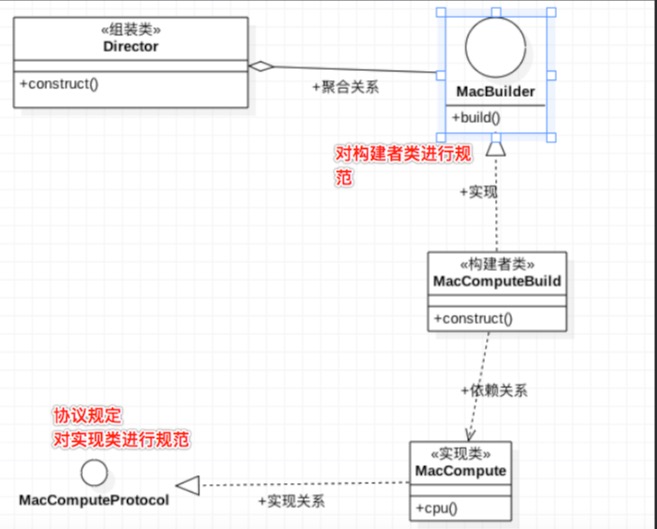 «组装类»
Director
+construct()
+聚合关系
MacBuilder
+build()
对构建者类进行规
范
+实现
«构建者类»
MacComputeBuild
+construct()
+依赖关系
协议规定
对实现类进行规范
MacComputeProtocol
+实现关系
«实现类»
MacCompute
+cpu()